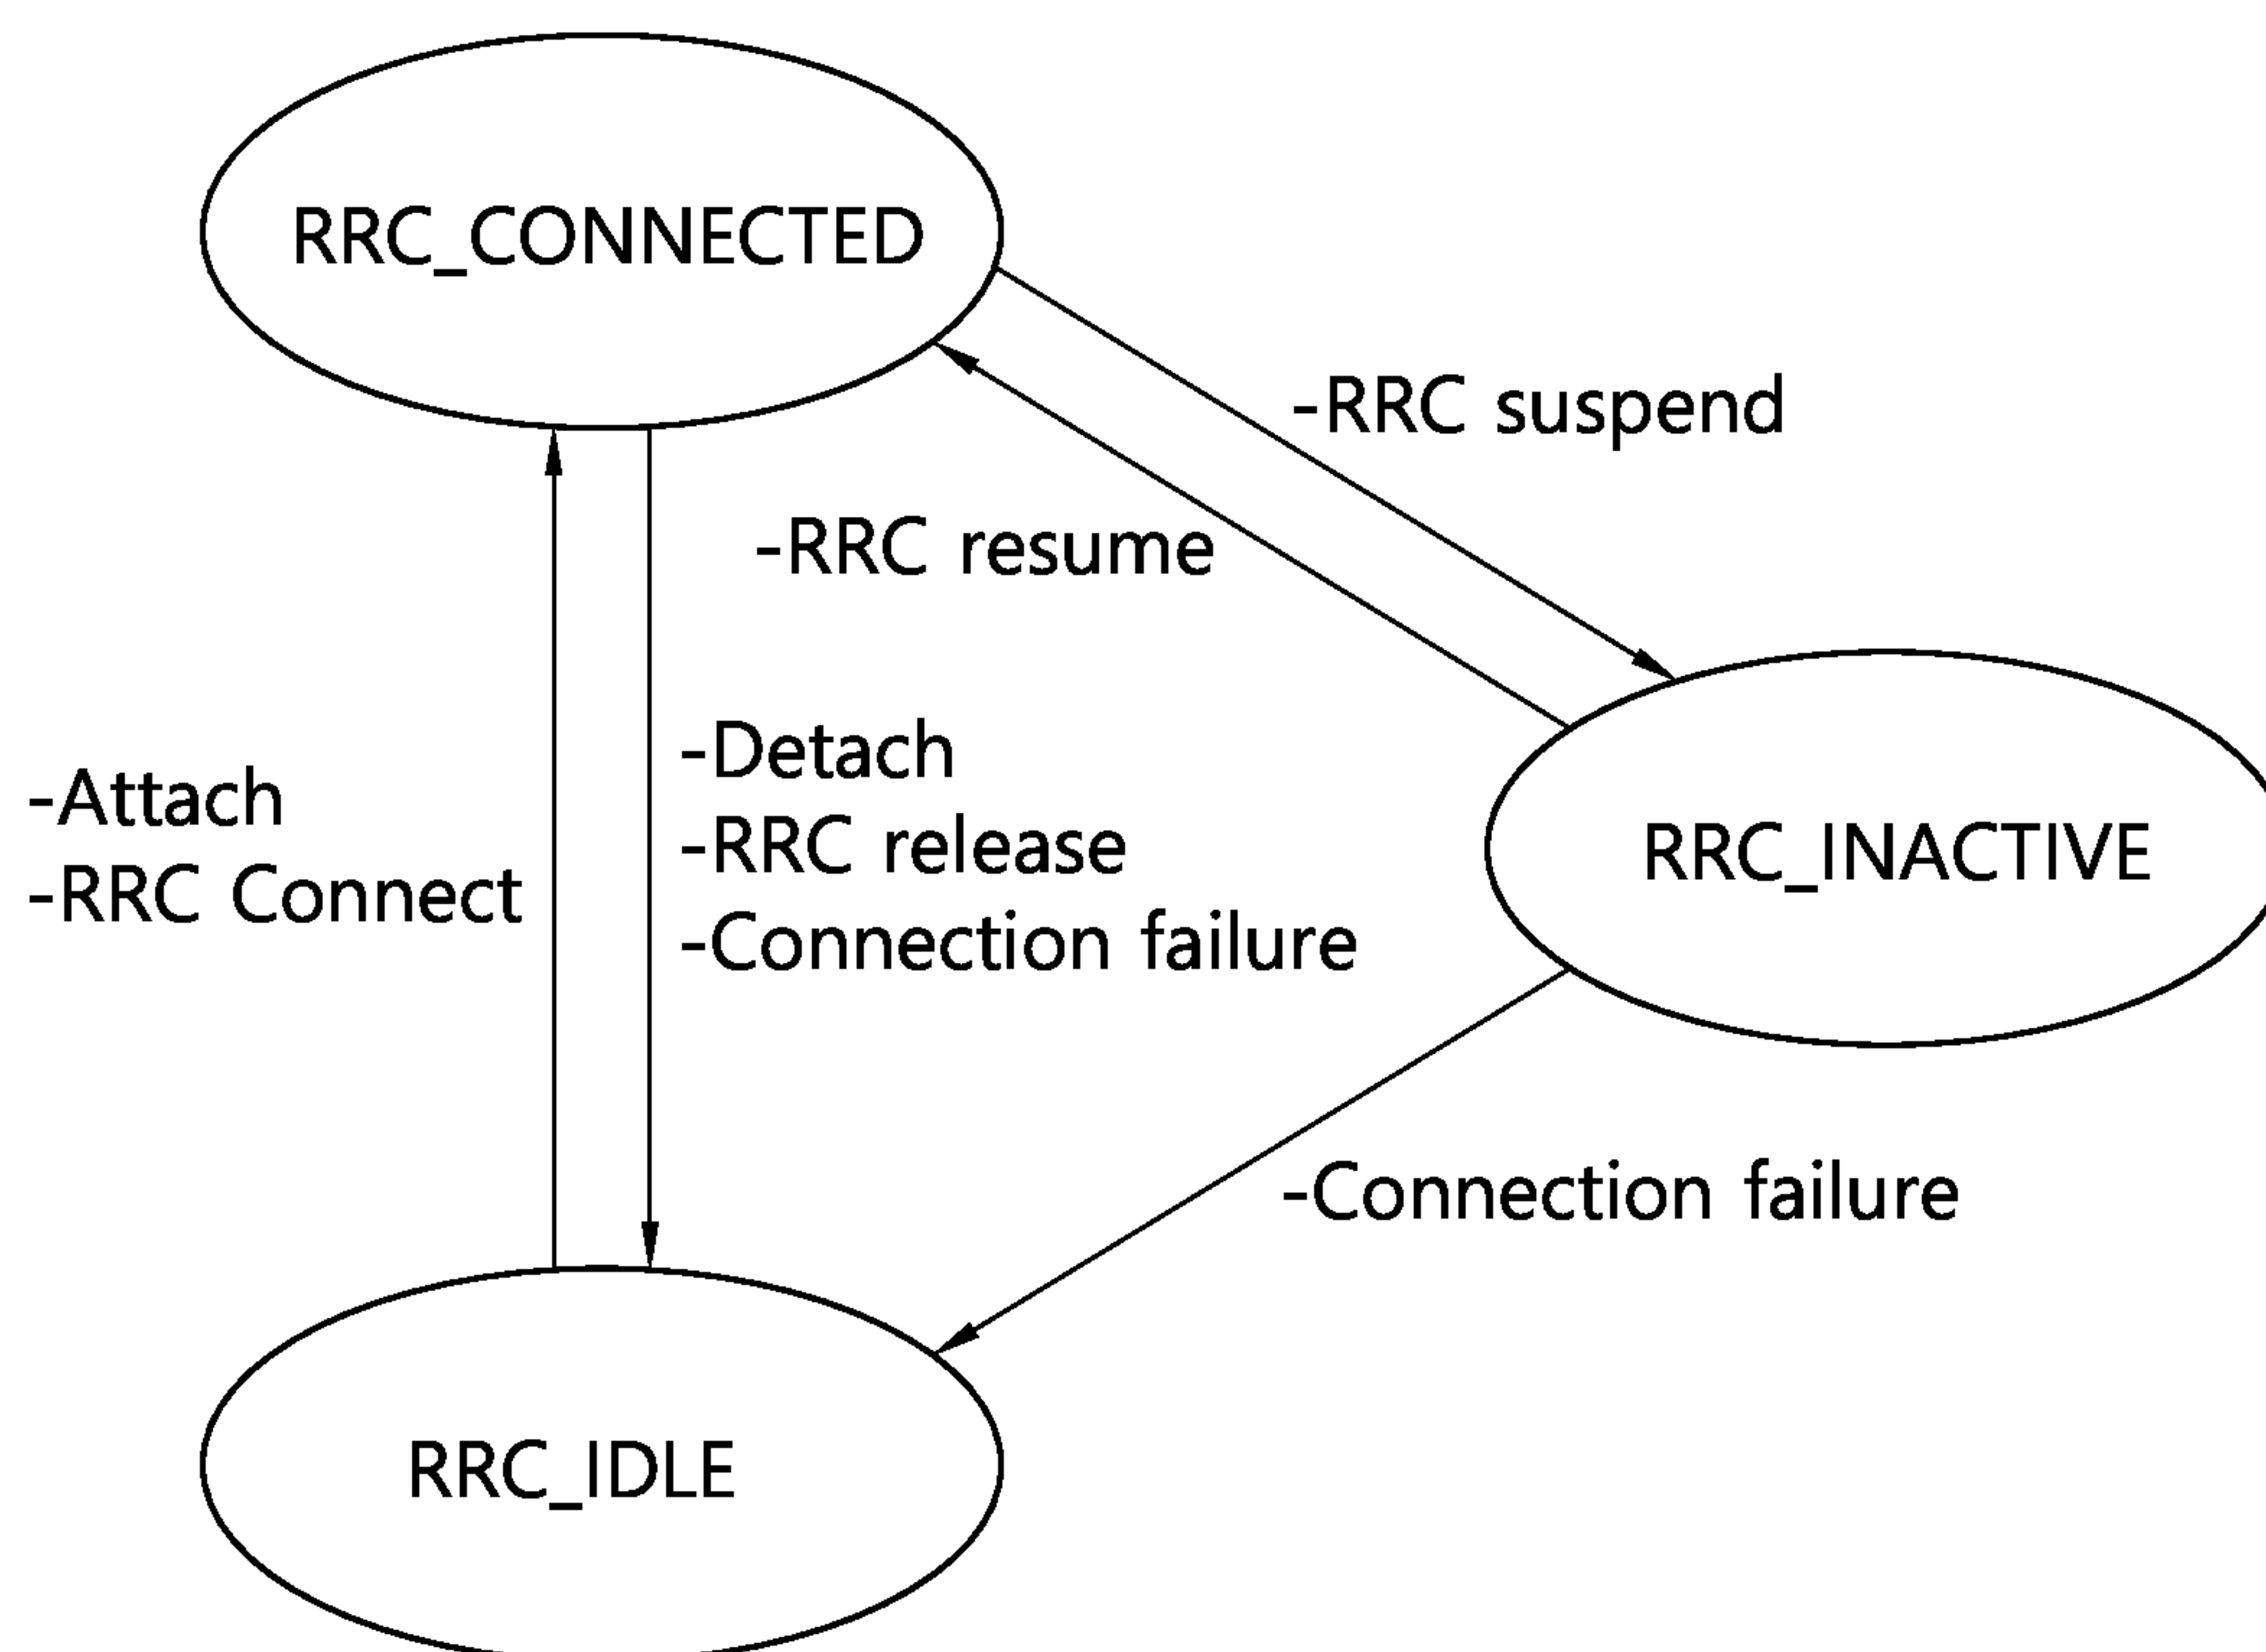 RRC_CONNECTED
-RRC suspend
-RRC resume
-Attach
-RRC Connect
-Detach
-RRC release
-Connection failure
RRC_INACTIVE
-Connection failure
RRC_IDLE